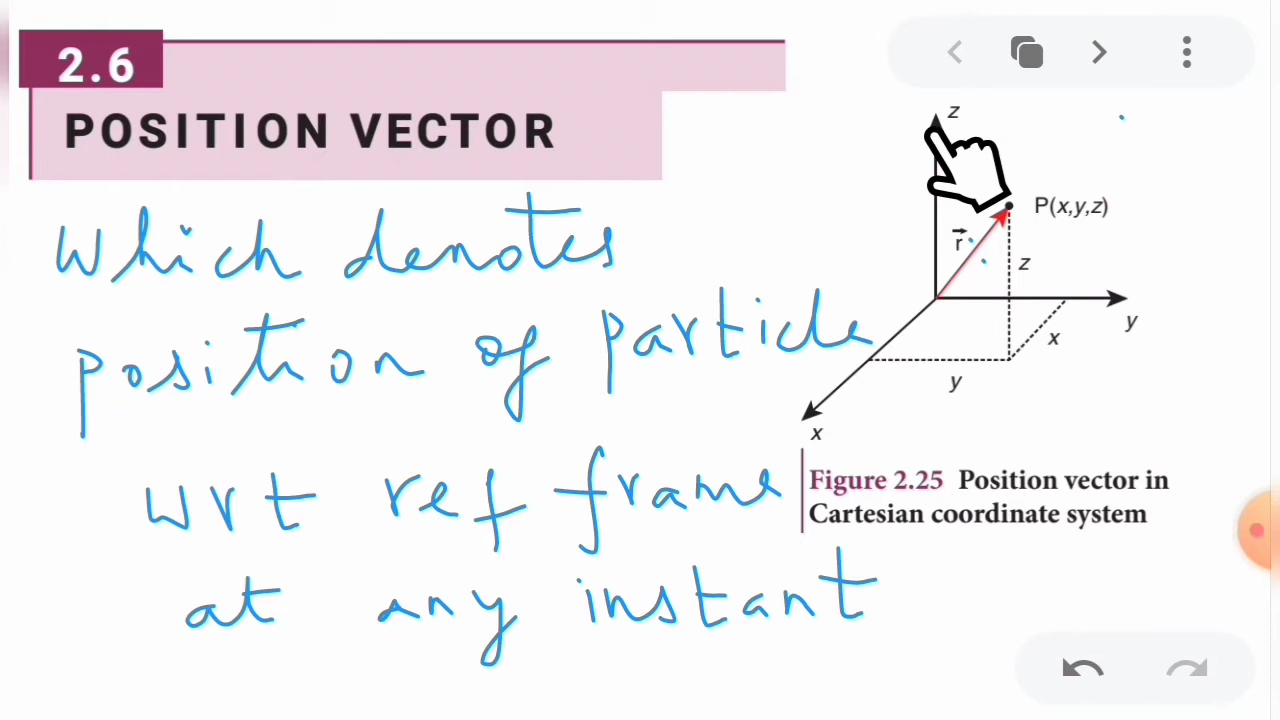 2.6
POSITION VECTOR
Which denotes
position of particle
wrt ref frame
at any instant
z
P(x,y,z)
r⃗
z
y
x
y
x
Figure 2.25 Position vector in
Cartesian coordinate system